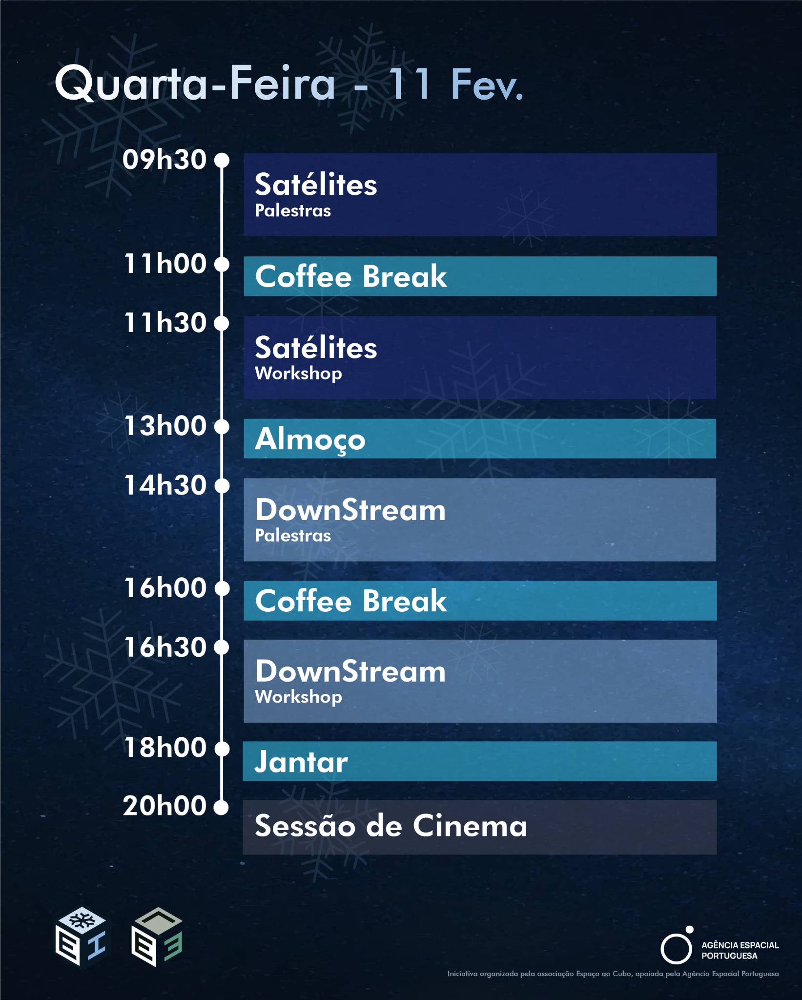 Quarta-Feira - 11 Fev.
09h30
Satélites
Palestras
11h00
Coffee Break
11h30
Satélites
Workshop
13h00
Almoço
14h30
DownStream
Palestras
16h00
Coffee Break
16h30
DownStream
Workshop
18h00
Jantar
20h00
Sessão de Cinema
AGÊNCIA ESPACIAL
PORTUGUESA
Iniciativa organizada pela associação Espaço ao Cubo, apoiada pela Agência Espacial Portuguesa